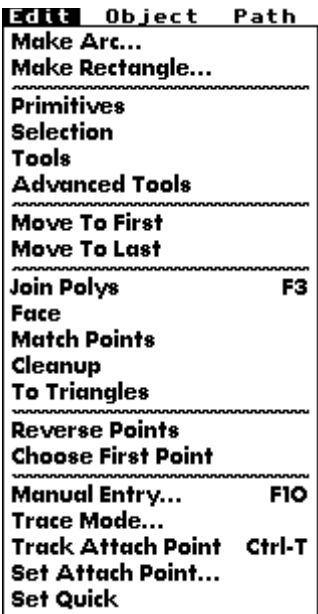 Edit Object Path
Make Arc...
Make Rectangle...
Primitives
Selection
Tools
Advanced Tools
Move To First
Move To Last
Join Polys F3
Face
Match Points
Cleanup
To Triangles
Reverse Points
Choose First Point
Manual Entry... F10
Trace Mode...
Track Attach Point Ctrl-T
Set Attach Point...
Set Quick